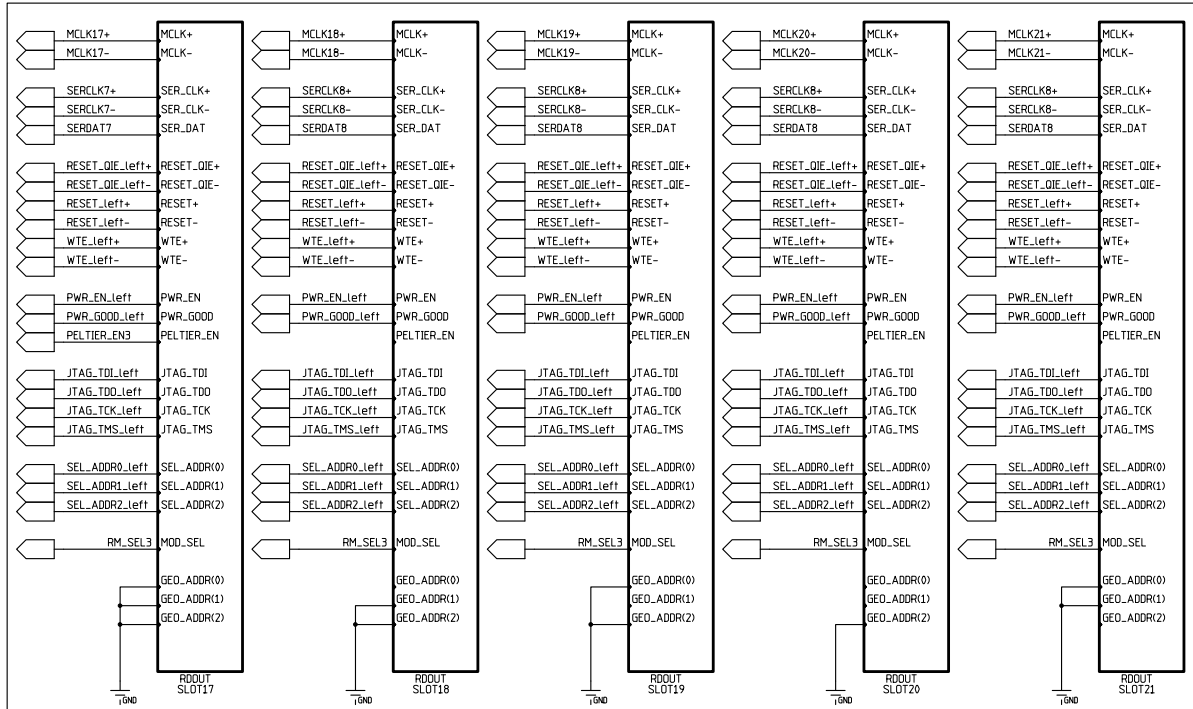 MCLK17+ MCLK+
MCLK17- MCLK-
SERCLK7+ SER_CLK+
SERCLK7- SER_CLK-
SERDAT7 SER_DAT
RESET_QIE_left+ RESET_QIE+
RESET_QIE_left- RESET_QIE-
RESET_left+ RESET+
RESET_left- RESET-
WTE_left+ WTE+
WTE_left- WTE-
PWR_EN_left PWR_EN
PWR_GOOD_left PWR_GOOD
PELTIER_EN3 PELTIER_EN
JTAG_TDI_left JTAG_TDI
JTAG_TDO_left JTAG_TDO
JTAG_TCK_left JTAG_TCK
JTAG_TMS_left JTAG_TMS
SEL_ADDR0_left SEL_ADDR(0)
SEL_ADDR1_left SEL_ADDR(1)
SEL_ADDR2_left SEL_ADDR(2)
RM_SEL3 MOD_SEL
GEO_ADDR(0)
GEO_ADDR(1)
GEO_ADDR(2)
GND
RDOUT
SLOT17
MCLK18+ MCLK+
MCLK18- MCLK-
SERCLK8+ SER_CLK+
SERCLK8- SER_CLK-
SERDAT8 SER_DAT
RESET_QIE_left+ RESET_QIE+
RESET_QIE_left- RESET_QIE-
RESET_left+ RESET+
RESET_left- RESET-
WTE_left+ WTE+
WTE_left- WTE-
PWR_EN_left PWR_EN
PWR_GOOD_left PWR_GOOD
PELTIER_EN
JTAG_TDI_left JTAG_TDI
JTAG_TDO_left JTAG_TDO
JTAG_TCK_left JTAG_TCK
JTAG_TMS_left JTAG_TMS
SEL_ADDR0_left SEL_ADDR(0)
SEL_ADDR1_left SEL_ADDR(1)
SEL_ADDR2_left SEL_ADDR(2)
RM_SEL3 MOD_SEL
GEO_ADDR(0)
GEO_ADDR(1)
GEO_ADDR(2)
GND
RDOUT
SLOT18
MCLK19+ MCLK+
MCLK19- MCLK-
SERCLK8+ SER_CLK+
SERCLK8- SER_CLK-
SERDAT8 SER_DAT
RESET_QIE_left+ RESET_QIE+
RESET_QIE_left- RESET_QIE-
RESET_left+ RESET+
RESET_left- RESET-
WTE_left+ WTE+
WTE_left- WTE-
PWR_EN_left PWR_EN
PWR_GOOD_left PWR_GOOD
PELTIER_EN
JTAG_TDI_left JTAG_TDI
JTAG_TDO_left JTAG_TDO
JTAG_TCK_left JTAG_TCK
JTAG_TMS_left JTAG_TMS
SEL_ADDR0_left SEL_ADDR(0)
SEL_ADDR1_left SEL_ADDR(1)
SEL_ADDR2_left SEL_ADDR(2)
RM_SEL3 MOD_SEL
GEO_ADDR(0)
GEO_ADDR(1)
GEO_ADDR(2)
GND
RDOUT
SLOT19
MCLK20+ MCLK+
MCLK20- MCLK-
SERCLK8+ SER_CLK+
SERCLK8- SER_CLK-
SERDAT8 SER_DAT
RESET_QIE_left+ RESET_QIE+
RESET_QIE_left- RESET_QIE-
RESET_left+ RESET+
RESET_left- RESET-
WTE_left+ WTE+
WTE_left- WTE-
PWR_EN_left PWR_EN
PWR_GOOD_left PWR_GOOD
PELTIER_EN
JTAG_TDI_left JTAG_TDI
JTAG_TDO_left JTAG_TDO
JTAG_TCK_left JTAG_TCK
JTAG_TMS_left JTAG_TMS
SEL_ADDR0_left SEL_ADDR(0)
SEL_ADDR1_left SEL_ADDR(1)
SEL_ADDR2_left SEL_ADDR(2)
RM_SEL3 MOD_SEL
GEO_ADDR(0)
GEO_ADDR(1)
GEO_ADDR(2)
GND
RDOUT
SLOT20
MCLK21+ MCLK+
MCLK21- MCLK-
SERCLK8+ SER_CLK+
SERCLK8- SER_CLK-
SERDAT8 SER_DAT
RESET_QIE_left+ RESET_QIE+
RESET_QIE_left- RESET_QIE-
RESET_left+ RESET+
RESET_left- RESET-
WTE_left+ WTE+
WTE_left- WTE-
PWR_EN_left PWR_EN
PWR_GOOD_left PWR_GOOD
PELTIER_EN
JTAG_TDI_left JTAG_TDI
JTAG_TDO_left JTAG_TDO
JTAG_TCK_left JTAG_TCK
JTAG_TMS_left JTAG_TMS
SEL_ADDR0_left SEL_ADDR(0)
SEL_ADDR1_left SEL_ADDR(1)
SEL_ADDR2_left SEL_ADDR(2)
RM_SEL3 MOD_SEL
GEO_ADDR(0)
GEO_ADDR(1)
GEO_ADDR(2)
GND
RDOUT
SLOT21